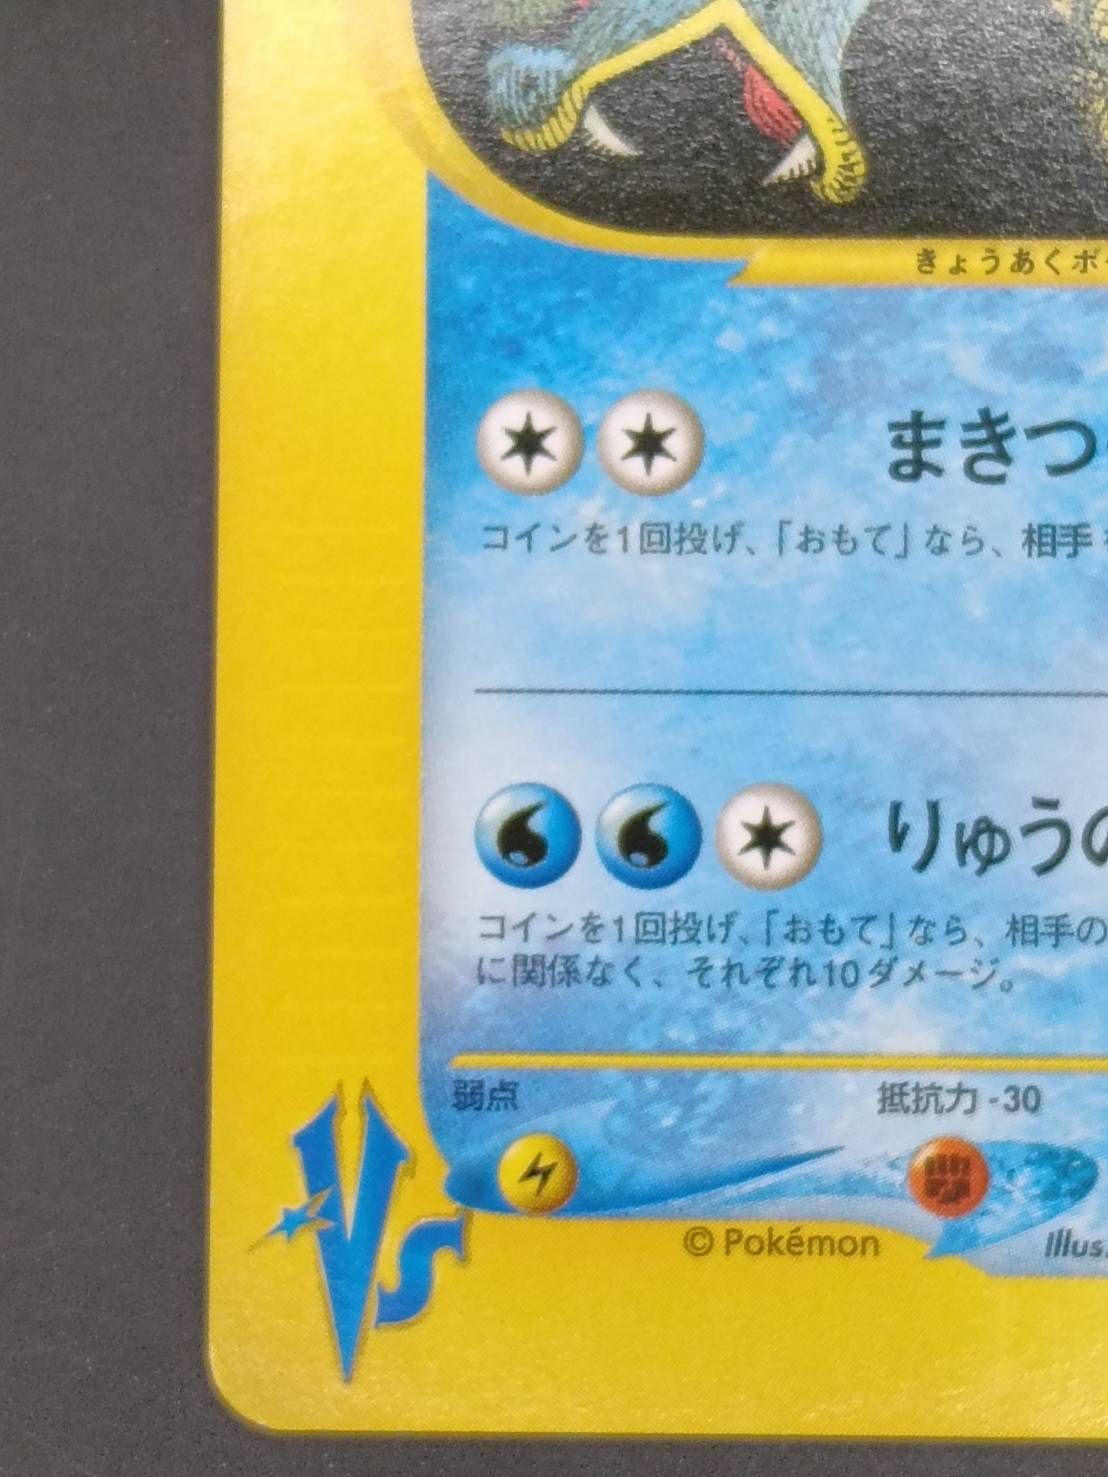 きょうあくポ
まきつ
コインを1回投げ、「おもて」なら、相手
りゅうの
コインを1回投げ、「おもて」なら、相手の
に関係なく、それぞれ10ダメージ。
弱点 抵抗力 -30
© Pokémon Illus.
VS